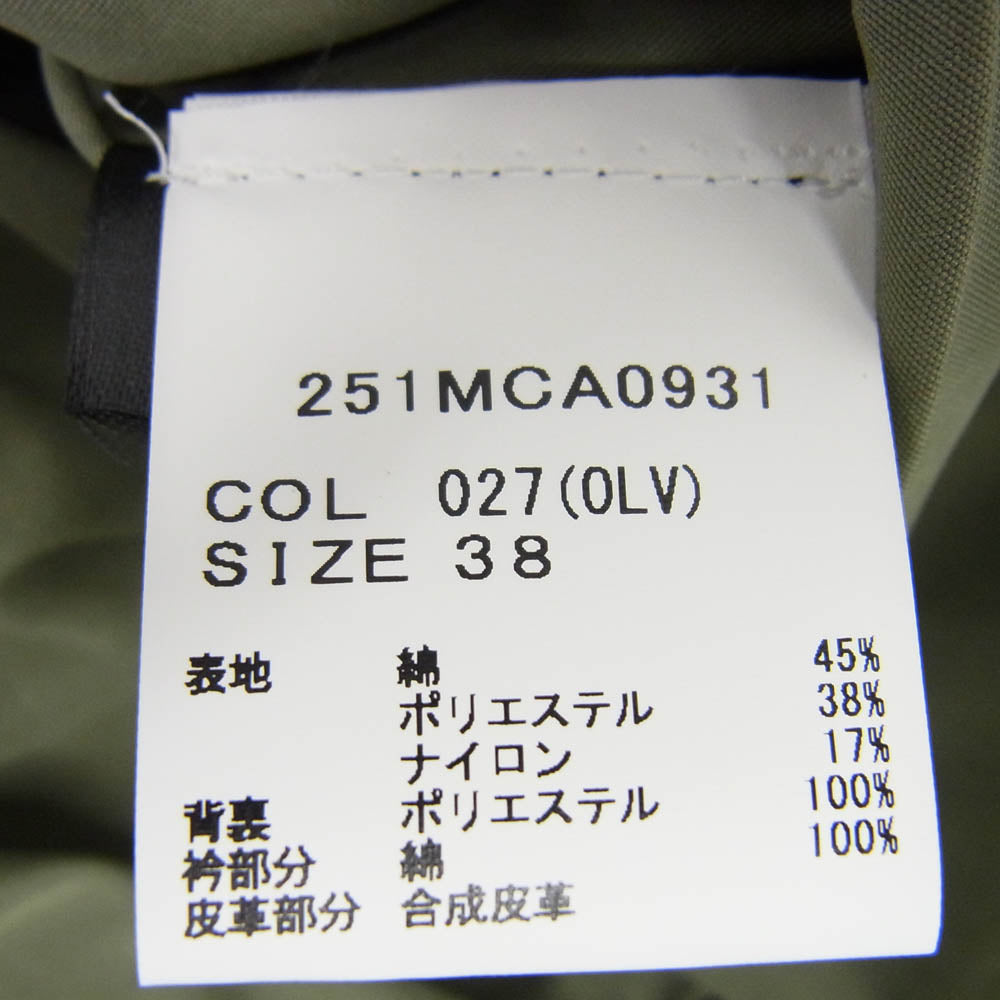 251MCA0931
COL 027(OLV)
SIZE 38
表地 綿 45%
ポリエステル 38%
ナイロン 17%
背裏 ポリエステル 100%
衿部分 綿 100%
皮革部分 合成皮革